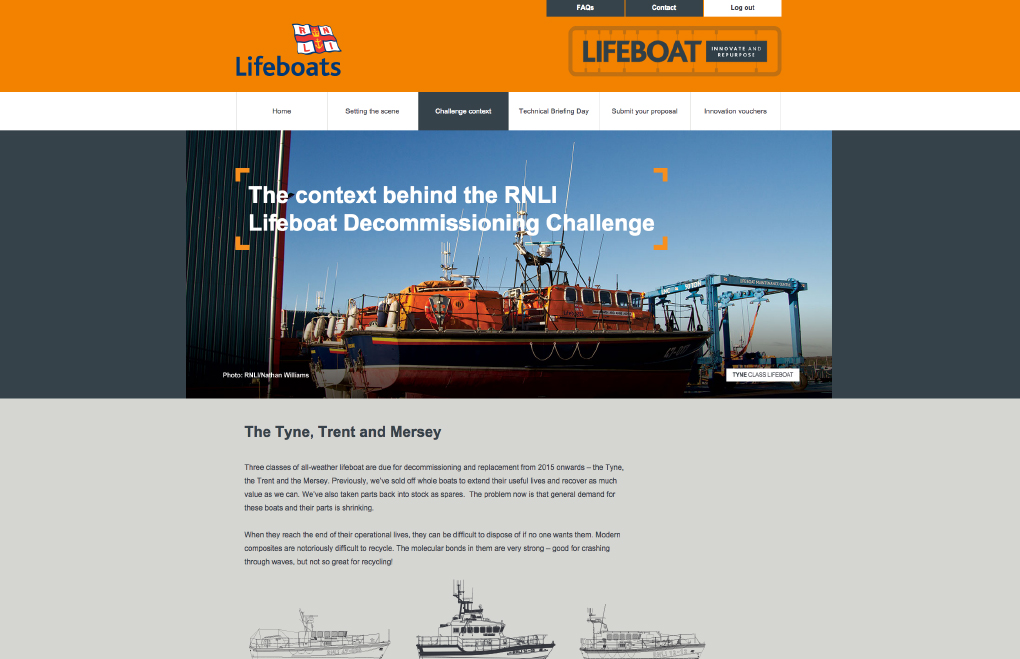 FAQs
Contact
Log out
R N
L I
Lifeboats
LIFEBOAT
INNOVATE AND
REPURPOSE
Home
Setting the scene
Challenge context
Technical Briefing Day
Submit your proposal
Innovation vouchers
The context behind the RNLI
Lifeboat Decommissioning Challenge
Photo: RNLI/Nathan Williams
TYNE CLASS LIFEBOAT
The Tyne, Trent and Mersey
Three classes of all-weather lifeboat are due for decommissioning and replacement from 2015 onwards – the Tyne,
the Trent and the Mersey. Previously, we've sold off whole boats to extend their useful lives and recover as much
value as we can. We've also taken parts back into stock as spares.  The problem now is that general demand for
these boats and their parts is shrinking.
When they reach the end of their operational lives, they can be difficult to dispose of if no one wants them. Modern
composites are notoriously difficult to recycle. The molecular bonds in them are very strong – good for crashing
through waves, but not so great for recycling!
RNLI
RNLI
RNLI